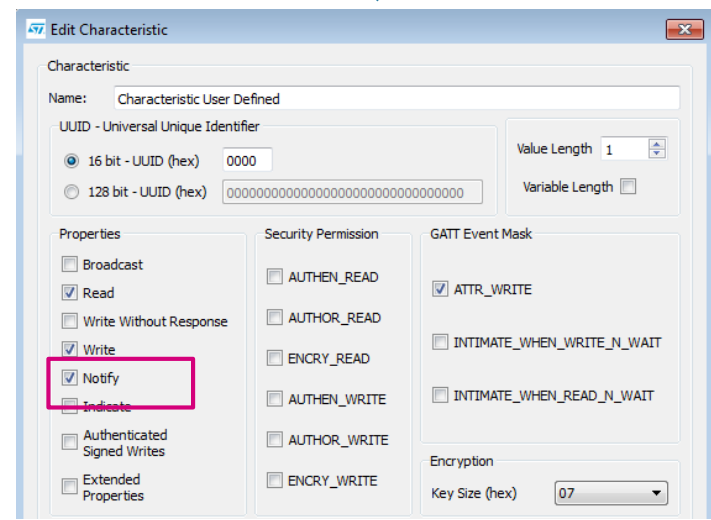 Edit Characteristic
Characteristic
Name: Characteristic User Defined
UUID - Universal Unique Identifier
16 bit - UUID (hex) 0000
128 bit - UUID (hex) 00000000000000000000000000000000
Value Length 1
Variable Length
Properties
Broadcast
Read
Write Without Response
Write
Notify
Indicate
Authenticated
Signed Writes
Extended
Properties
Security Permission
AUTHEN_READ
AUTHOR_READ
ENCRY_READ
AUTHEN_WRITE
AUTHOR_WRITE
ENCRY_WRITE
GATT Event Mask
ATTR_WRITE
INTIMATE_WHEN_WRITE_N_WAIT
INTIMATE_WHEN_READ_N_WAIT
Encryption
Key Size (hex) 07